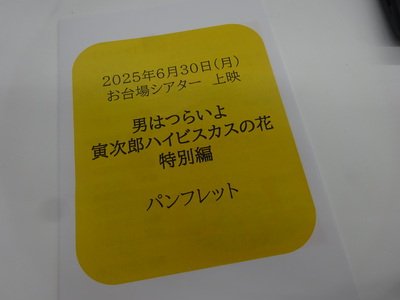 2025年6月30日(月)
お台場シアター 上映
男はつらいよ
寅次郎ハイビスカスの花
特別編
パンフレット